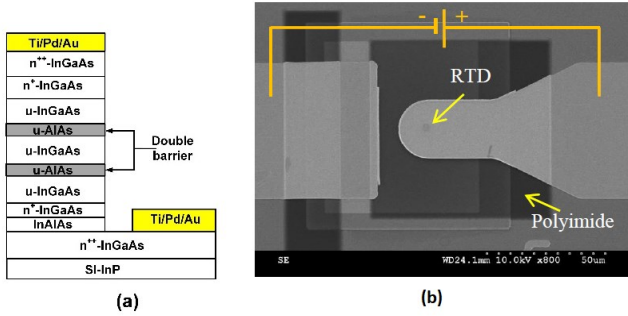 Ti/Pd/Au
n++-InGaAs
n+-InGaAs
u-InGaAs
u-AlAs
u-InGaAs
u-AlAs
Double
barrier
u-InGaAs
n+-InGaAs
InAlAs
Ti/Pd/Au
n++-InGaAs
SI-InP
(a)
- +
RTD
Polyimide
SE WD24.1mm 10.0kV x800 50um
(b)